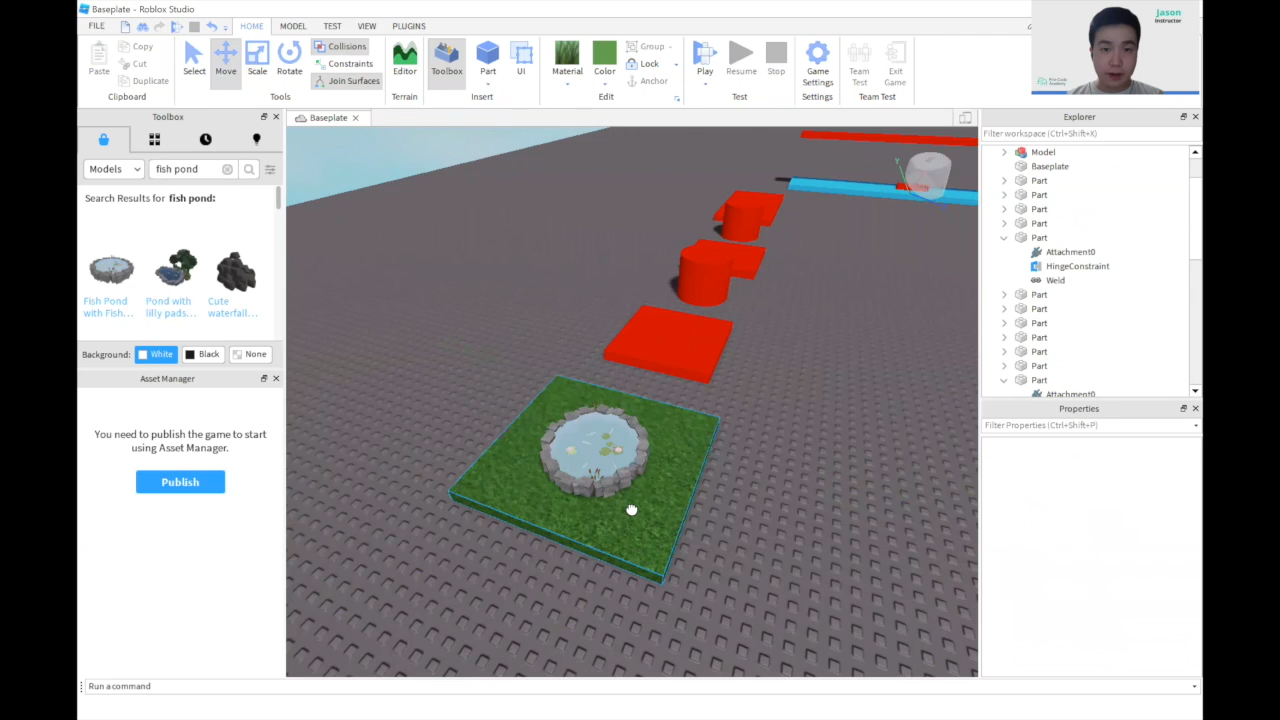 Baseplate - Roblox Studio
FILE
HOME
MODEL
TEST
VIEW
PLUGINS
Jason
Instructor
Paste
Copy
Cut
Duplicate
Clipboard
Select
Move
Scale
Rotate
Collisions
Constraints
Join Surfaces
Tools
Editor
Terrain
Toolbox
Part
UI
Insert
Material
Color
Group
Lock
Anchor
Edit
Play
Resume
Stop
Test
Game
Settings
Settings
Team
Test
Exit
Game
Team Test
Toolbox
Models
fish pond
Search Results for fish pond:
Fish Pond
with Fish...
Pond with
lilly pads...
Cute
waterfall...
Background:
White
Black
None
Asset Manager
You need to publish the game to start
using Asset Manager.
Publish
Baseplate
Y
Explorer
Filter workspace (Ctrl+Shift+X)
Model
Baseplate
Part
Part
Part
Part
Part
Attachment0
HingeConstraint
Weld
Part
Part
Part
Part
Part
Part
Part
Attachment0
Properties
Filter Properties (Ctrl+Shift+P)
Run a command